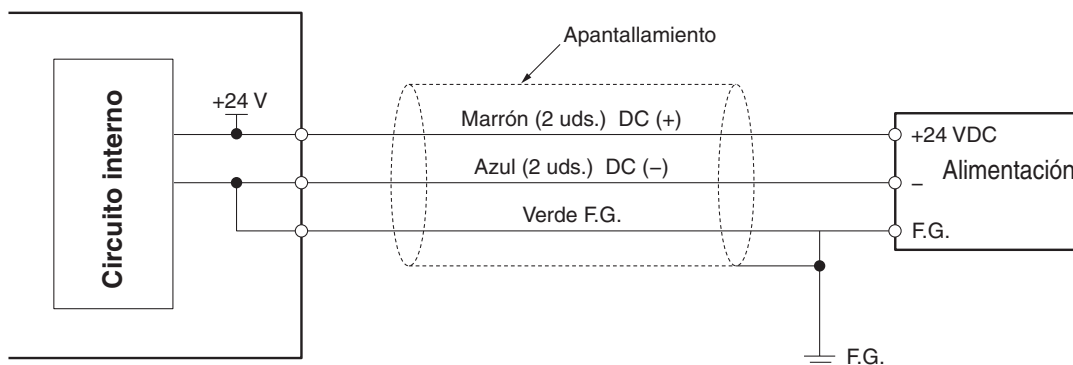 Apantallamiento
Circuito interno
+24 V
Marrón (2 uds.) DC (+)
Azul (2 uds.) DC (–)
Verde F.G.
+24 VDC
–
F.G.
Alimentación
F.G.